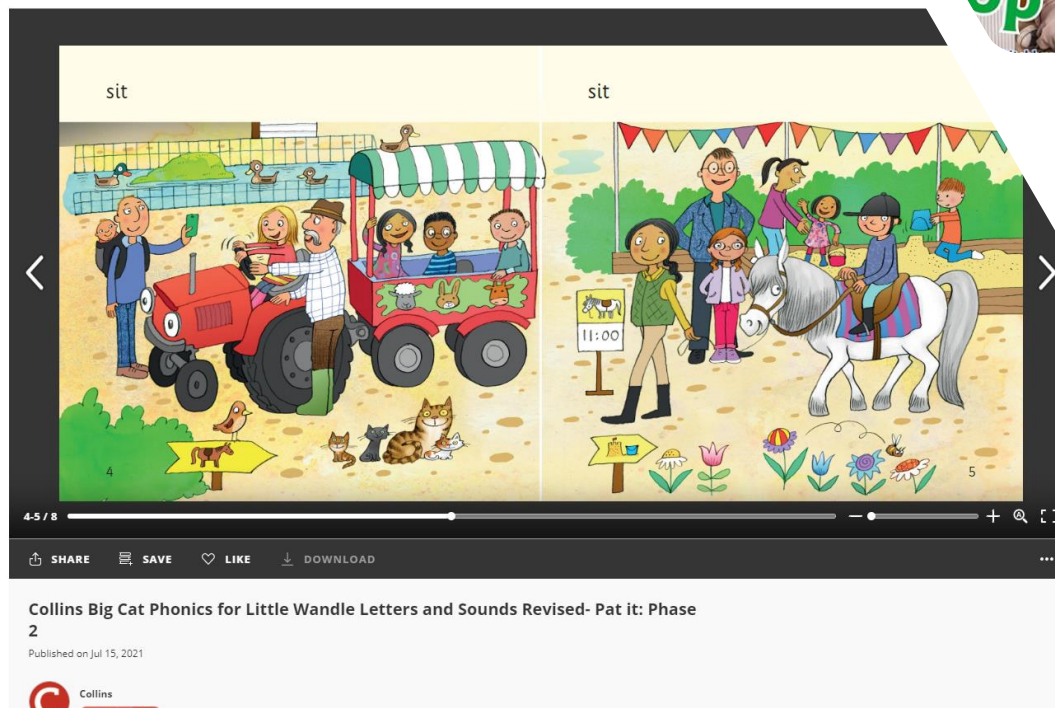 op
sit
sit
11:00
4
5
4-5 / 8
SHARE SAVE LIKE DOWNLOAD
Collins Big Cat Phonics for Little Wandle Letters and Sounds Revised- Pat it: Phase
2
Published on Jul 15, 2021
C
Collins